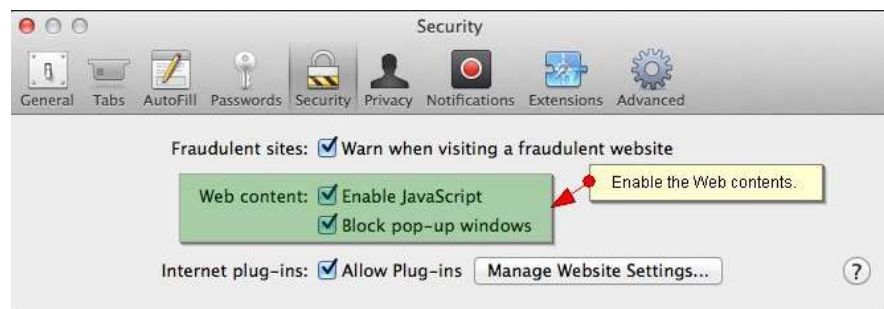 Security
General Tabs AutoFill Passwords Security Privacy Notifications Extensions Advanced
Fraudulent sites: Warn when visiting a fraudulent website
Web content: Enable JavaScript
Enable the Web contents.
Block pop-up windows
Internet plug-ins: Allow Plug-ins Manage Website Settings... ?